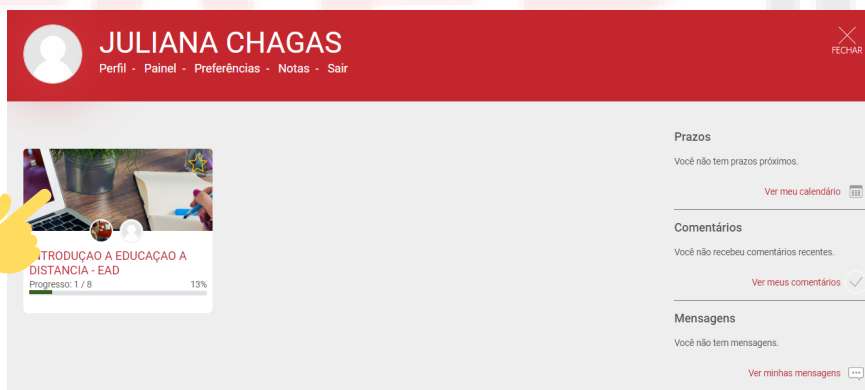 JULIANA CHAGAS
Perfil - Painel - Preferências - Notas - Sair
FECHAR
INTRODUÇAO A EDUCAÇAO A
DISTANCIA - EAD
Progresso: 1 / 8 13%
Prazos
Você não tem prazos próximos.
Ver meu calendário
Comentários
Você não recebeu comentários recentes.
Ver meus comentários
Mensagens
Você não tem mensagens.
Ver minhas mensagens